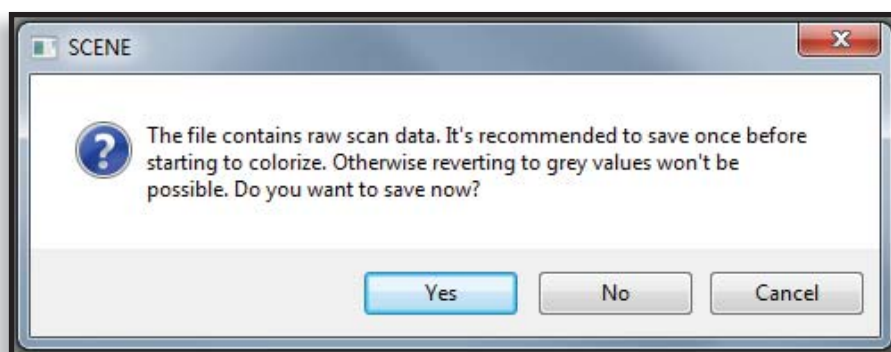 SCENE
The file contains raw scan data. It's recommended to save once before
starting to colorize. Otherwise reverting to grey values won't be
possible. Do you want to save now?
Yes No Cancel